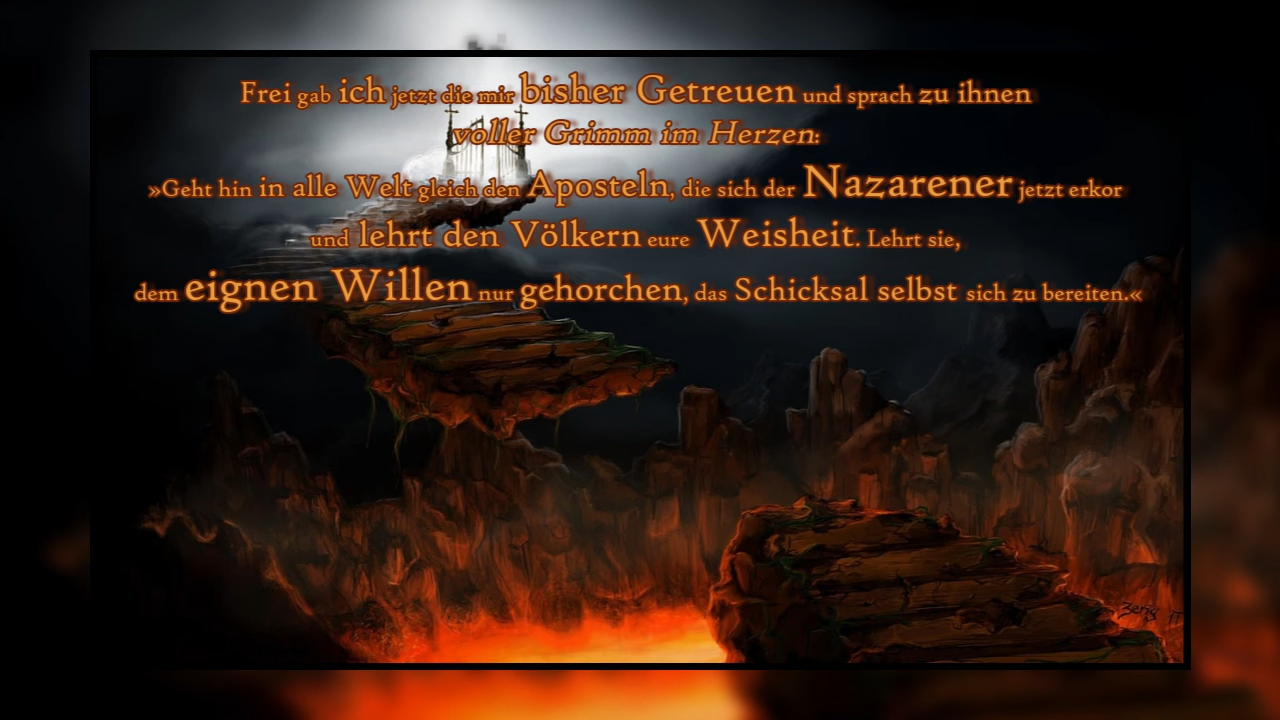 Frei gab ich jetzt die mir bisher Getreuen und sprach zu ihnen
voller Grimm im Herzen:
»Geht hin in alle Welt gleich den Aposteln, die sich der Nazarener jetzt erkor
und lehrt den Völkern eure Weisheit. Lehrt sie,
dem eignen Willen nur gehorchen, das Schicksal selbst sich zu bereiten.«